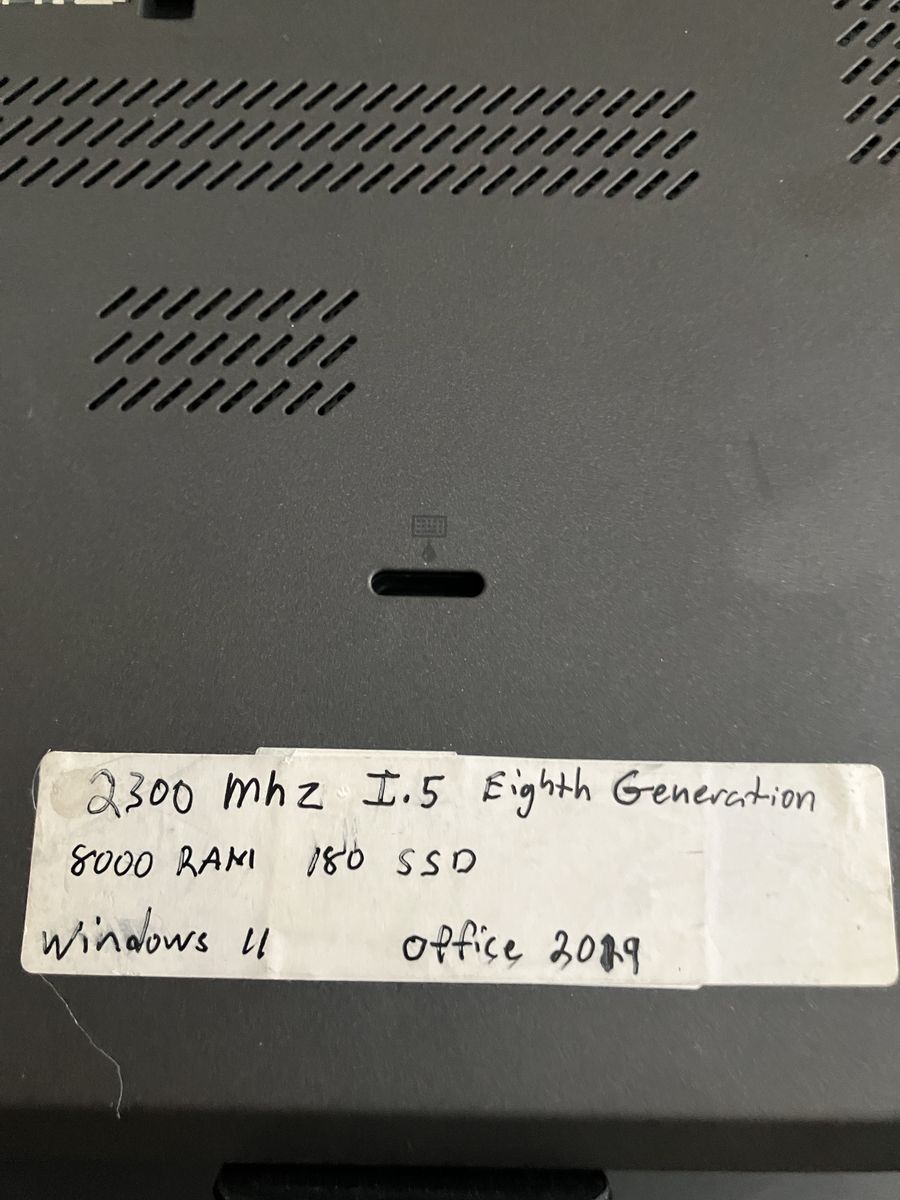 2300 mhz I.5 Eighth Generation
8000 RAM 180 SSD
Windows 11 Office 2019